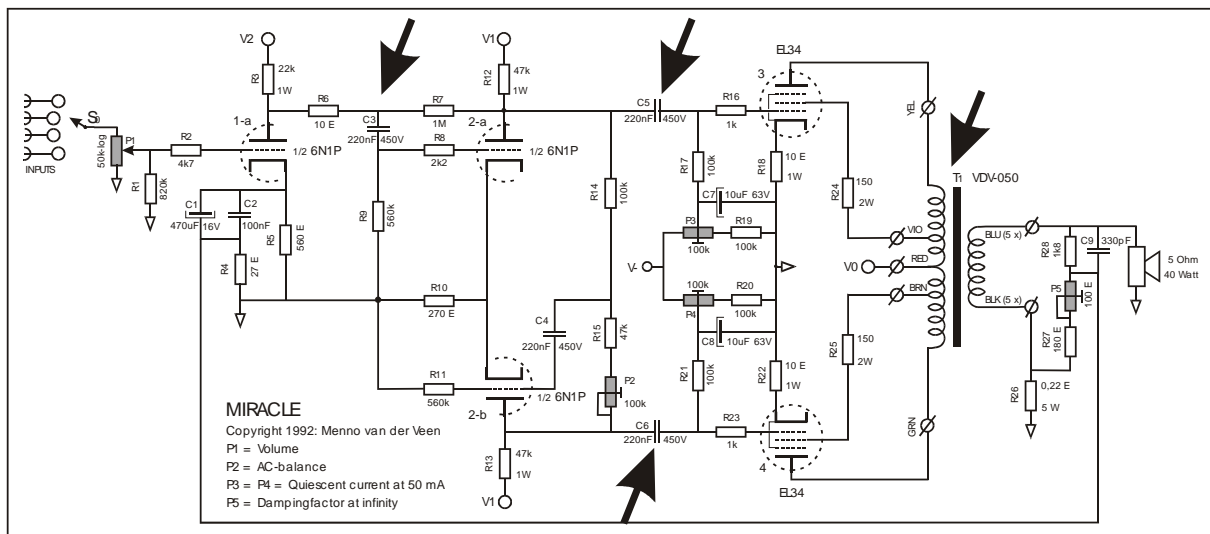 V2
V1
EL34
R3
22k
1W
R12
47k
1W
3
C5
R16
220nF
450V
1k
R6
10 E
R7
1M
C3
220nF
450V
R8
2k2
1-a
2-a
1/2 6N1P
1/2 6N1P
INPUTS
50k-log
P1
R2
4k7
R1
820k
C1
470uF
16V
C2
100nF
R5
560 E
R4
27 E
R9
560k
R10
270 E
C4
220nF
450V
R11
560k
2-b
1/2 6N1P
R13
47k
1W
V1
R14
100k
R15
47k
P2
100k
C6
220nF
450V
R17
100k
R18
10 E
1W
C7
10uF 63V
P3
100k
R19
100k
V-
100k
P4
R20
100k
C8
10uF 63V
R21
100k
R22
10 E
1W
R23
1k
4
EL34
R24
150
2W
R25
150
2W
YEL
VIO
V0
RED
BRN
GRN
T1 VDV-050
BLU (5 x)
BLK (5 x)
R28
1k8
C9
330pF
P5
100 E
R27
180 E
R26
0,22 E
5 W
5 Ohm
40 Watt
MIRACLE
Copyright 1992: Menno van der Veen
P1 = Volume
P2 = AC-balance
P3 = P4 = Quiescent current at 50 mA
P5 = Dampingfactor at infinity